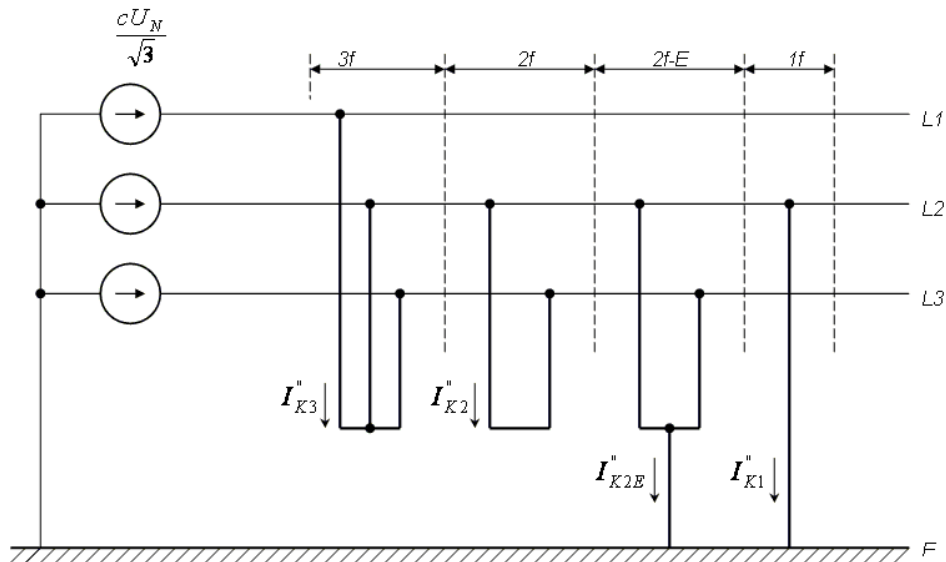 cU_N
√3
3f 2f 2f-E 1f
L1
L2
L3
I"_K3 I"_K2
I"_K2E I"_K1
E